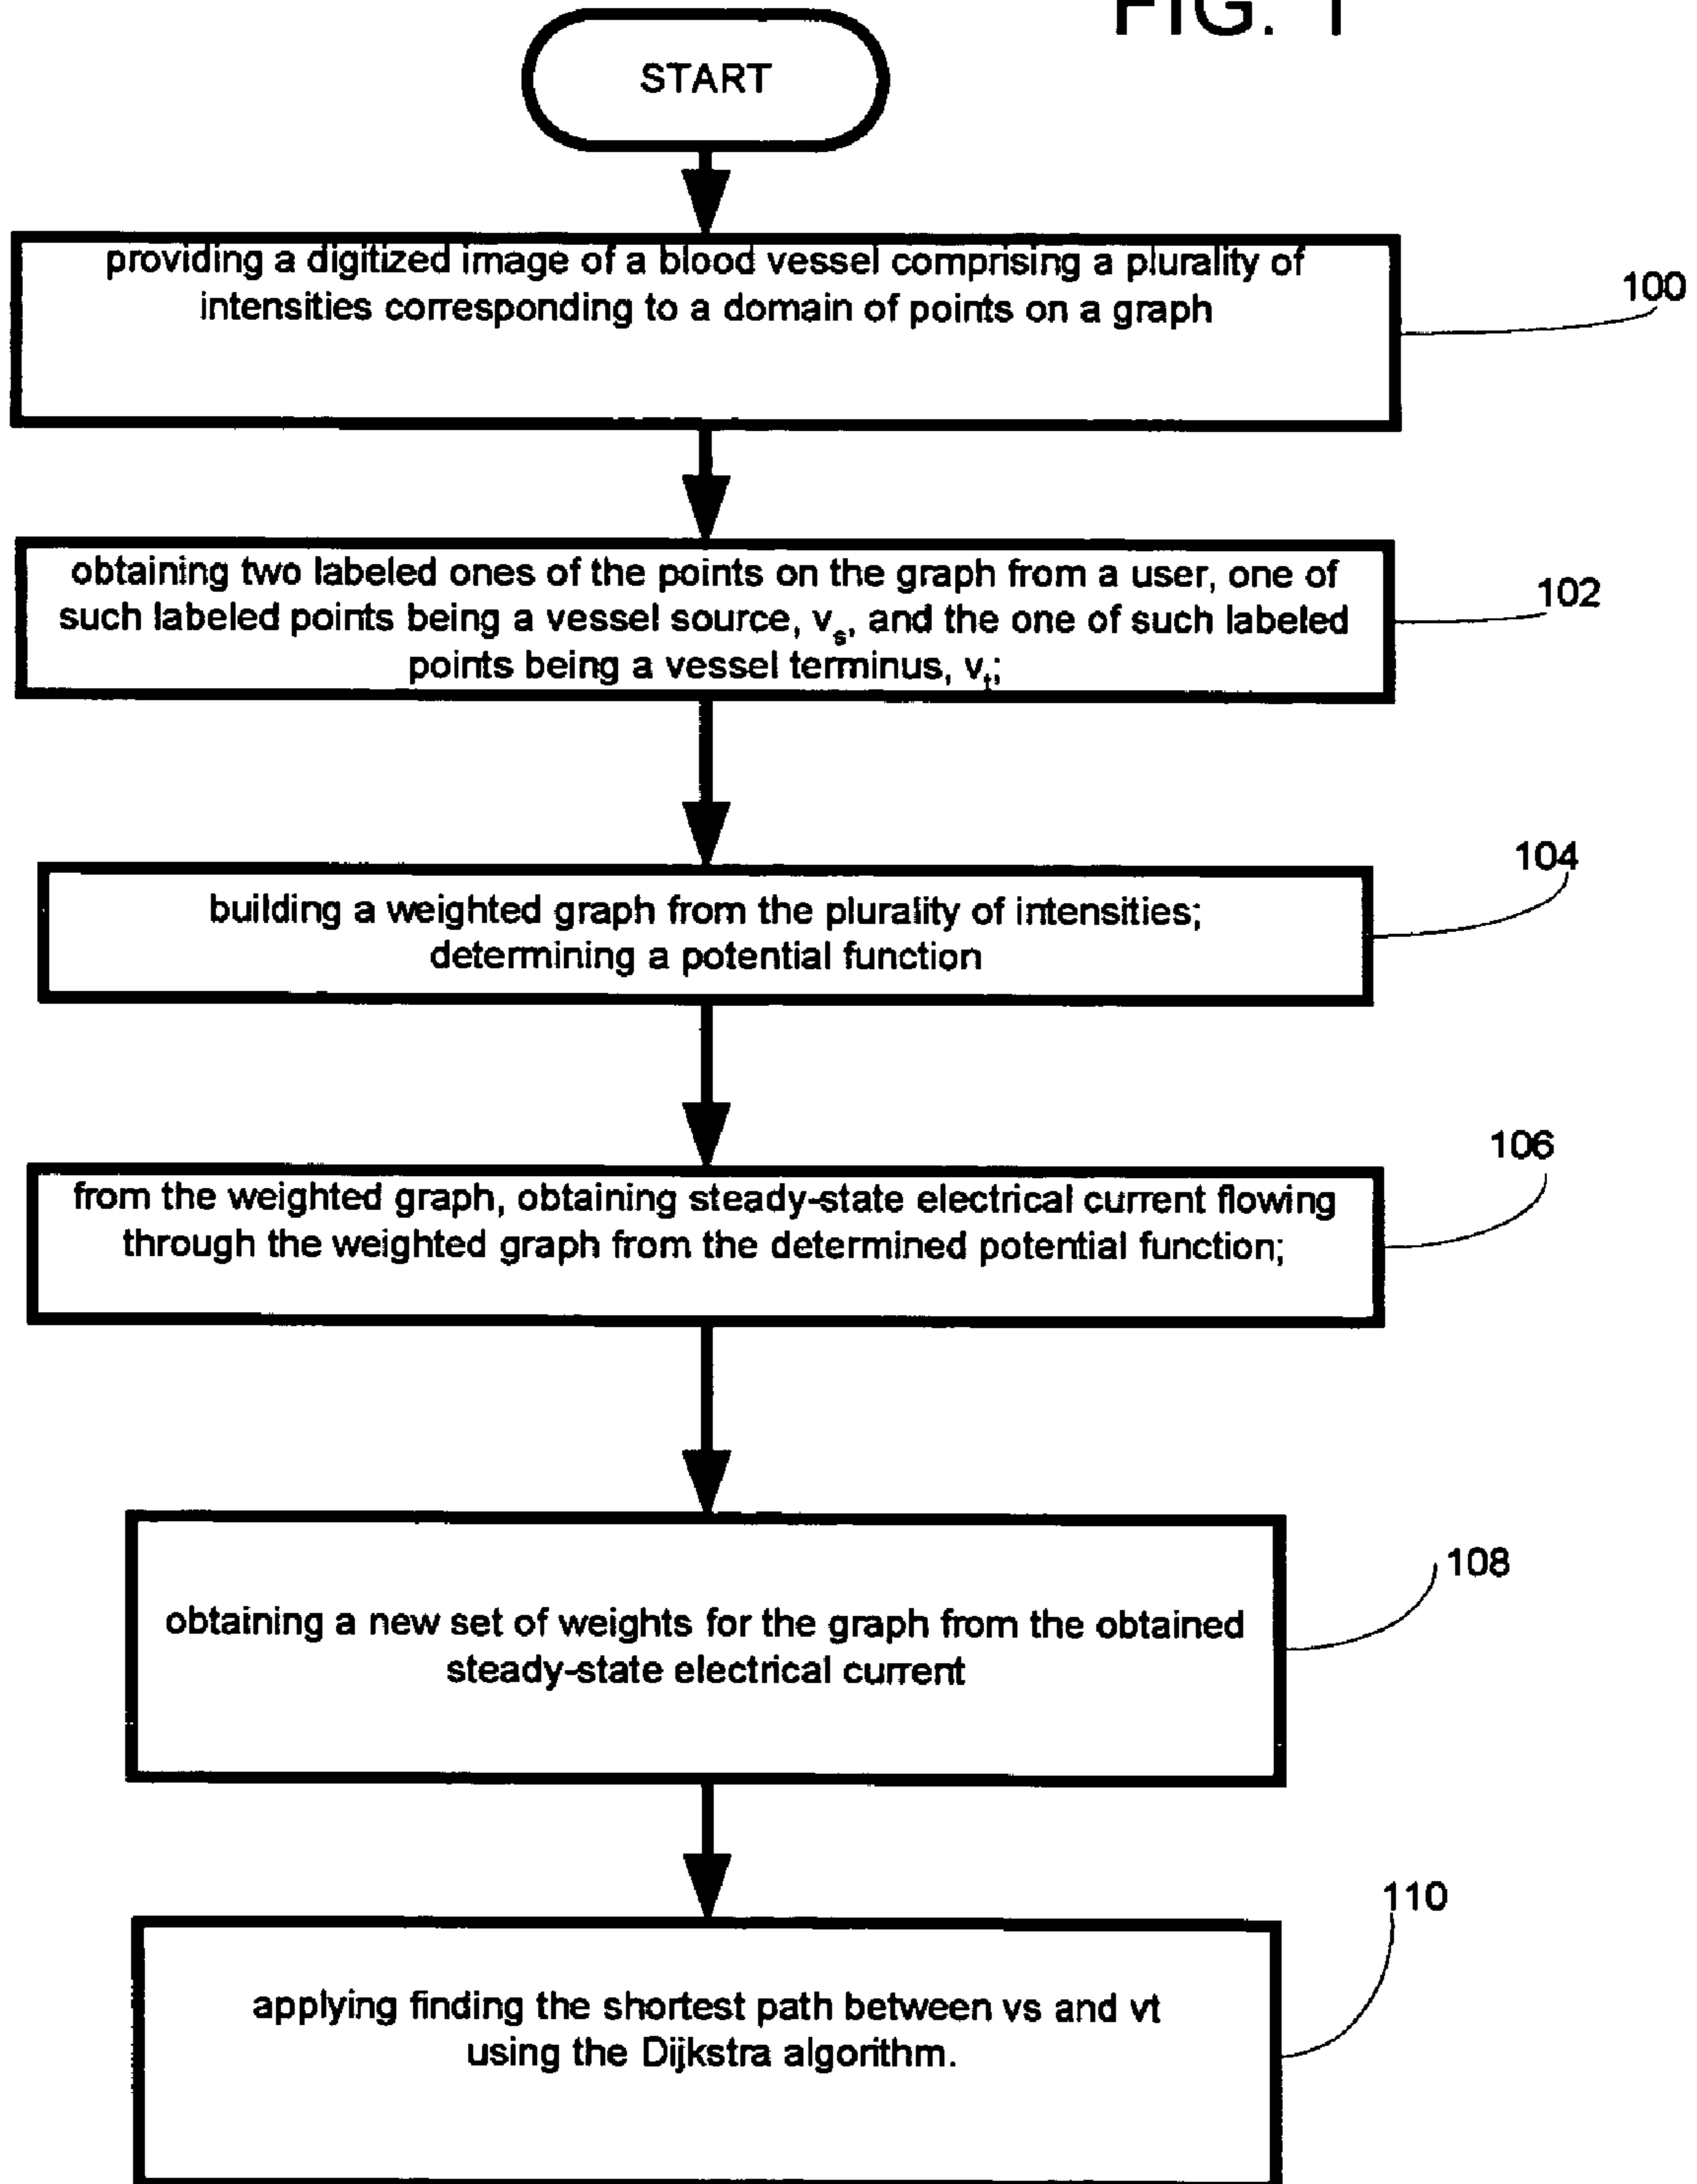 FIG. 1
START
providing a digitized image of a blood vessel comprising a plurality of
intensities corresponding to a domain of points on a graph
100
obtaining two labeled ones of the points on the graph from a user, one of
such labeled points being a vessel source, vₛ, and the one of such labeled
points being a vessel terminus, vₜ;
102
building a weighted graph from the plurality of intensities;
determining a potential function
104
from the weighted graph, obtaining steady-state electrical current flowing
through the weighted graph from the determined potential function;
106
obtaining a new set of weights for the graph from the obtained
steady-state electrical current
108
applying finding the shortest path between vs and vt
using the Dijkstra algorithm.
110